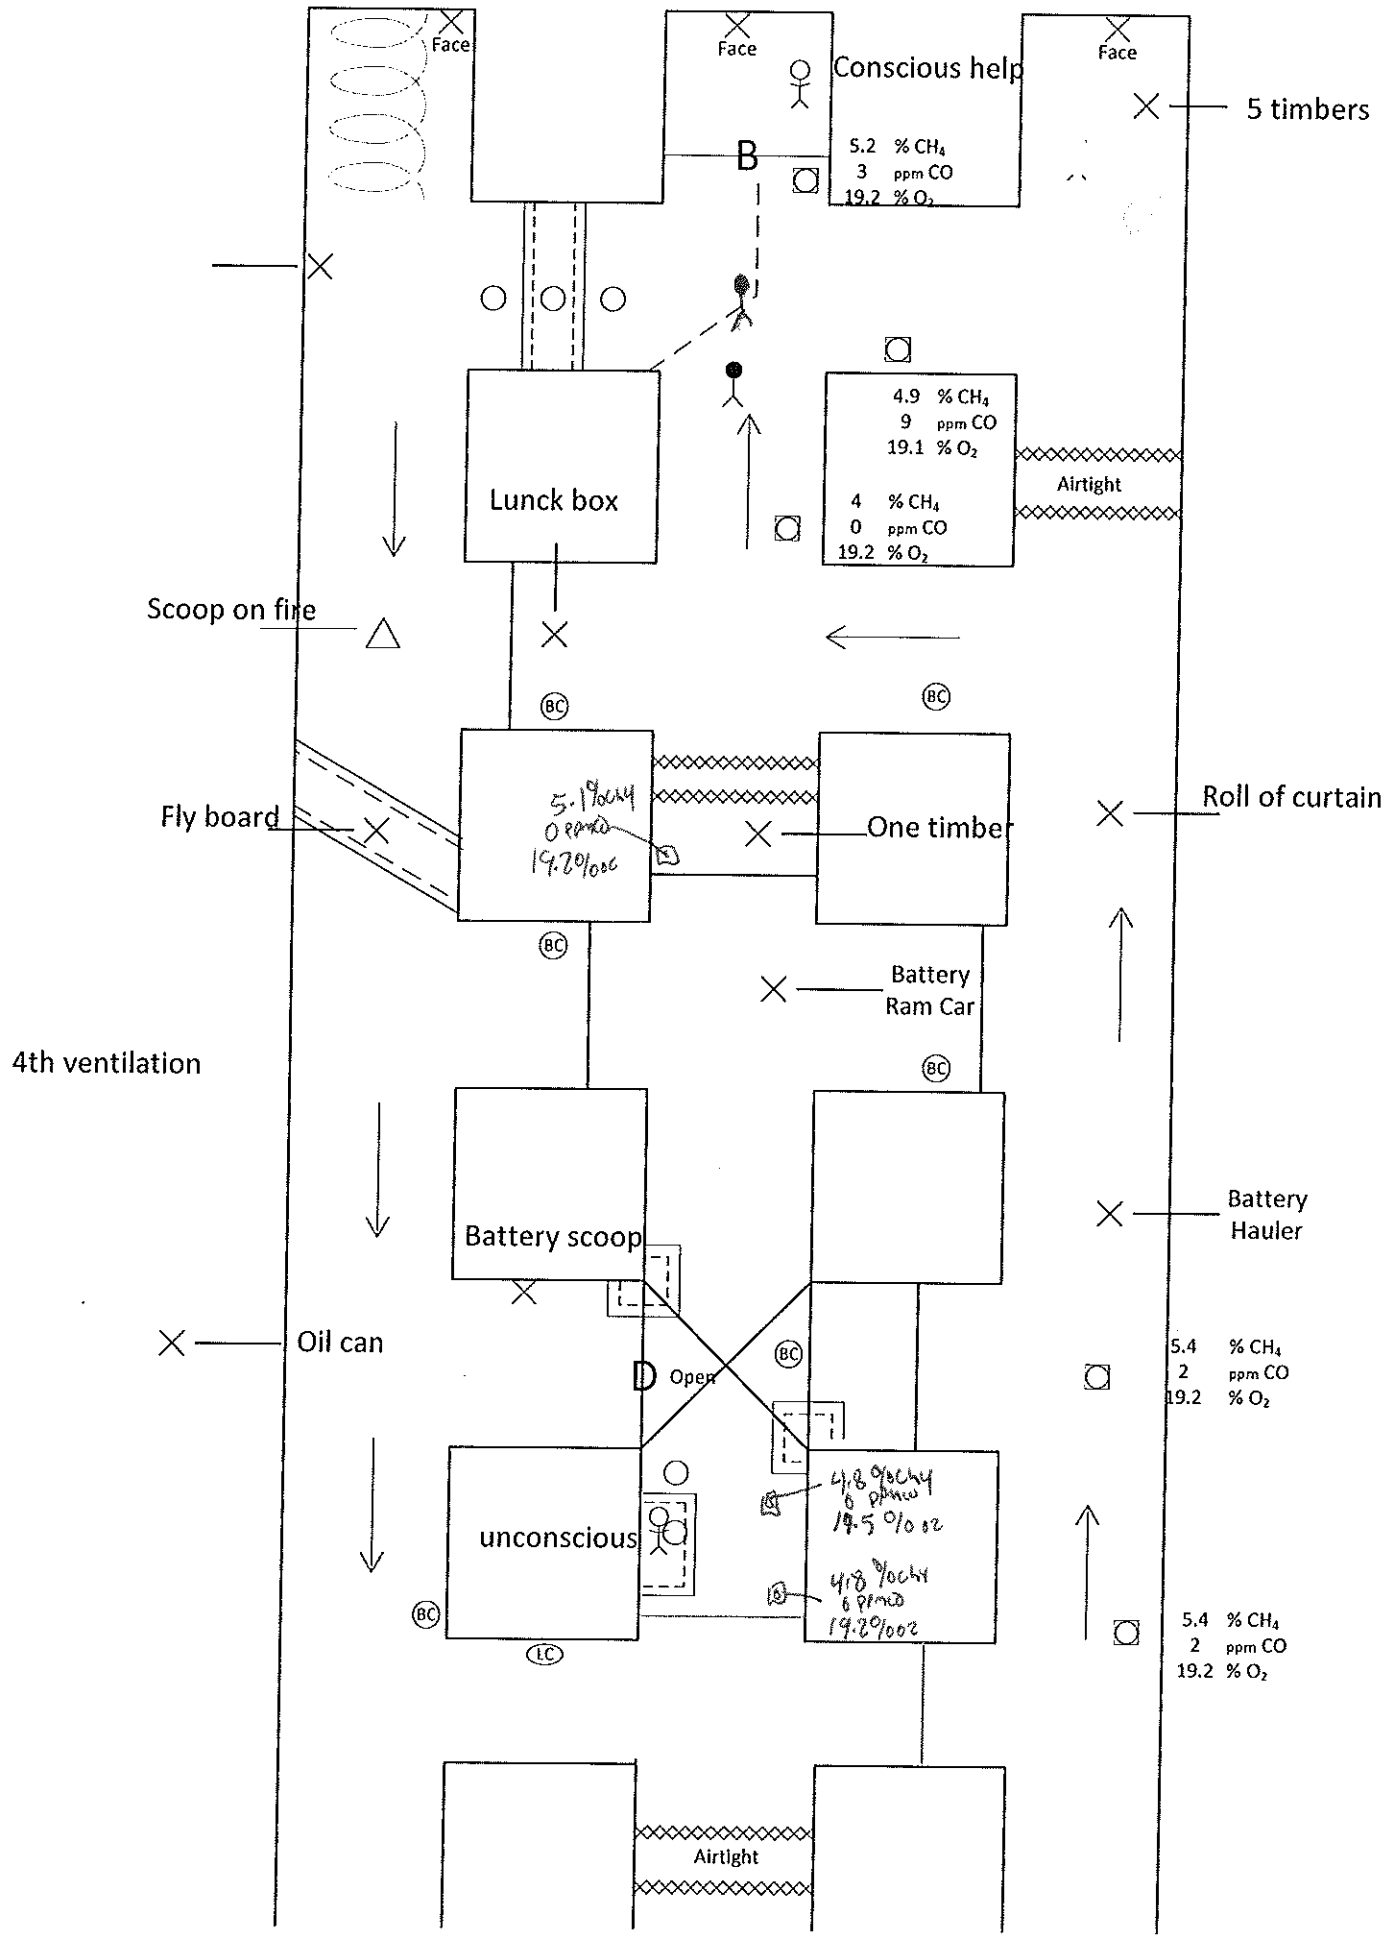 Face
Face
Face
Conscious help
5 timbers
B
5.2 % CH₄
3 ppm CO
19.2 % O₂
4.9 % CH₄
9 ppm CO
19.1 % O₂
Airtight
4 % CH₄
0 ppm CO
19.2 % O₂
Lunck box
Scoop on fire
BC
BC
5.1%CH4
0 ppmco
19.2%
Fly board
One timber
Roll of curtain
BC
Battery
Ram Car
4th ventilation
BC
Battery scoop
Battery
Hauler
Oil can
BC
D Open
5.4 % CH₄
2 ppm CO
19.2 % O₂
4.8 %CH4
ppmco
%o2
unconscious
4.8 %CH4
ppmco
19.2%o2
BC
LC
5.4 % CH₄
2 ppm CO
19.2 % O₂
Airtight